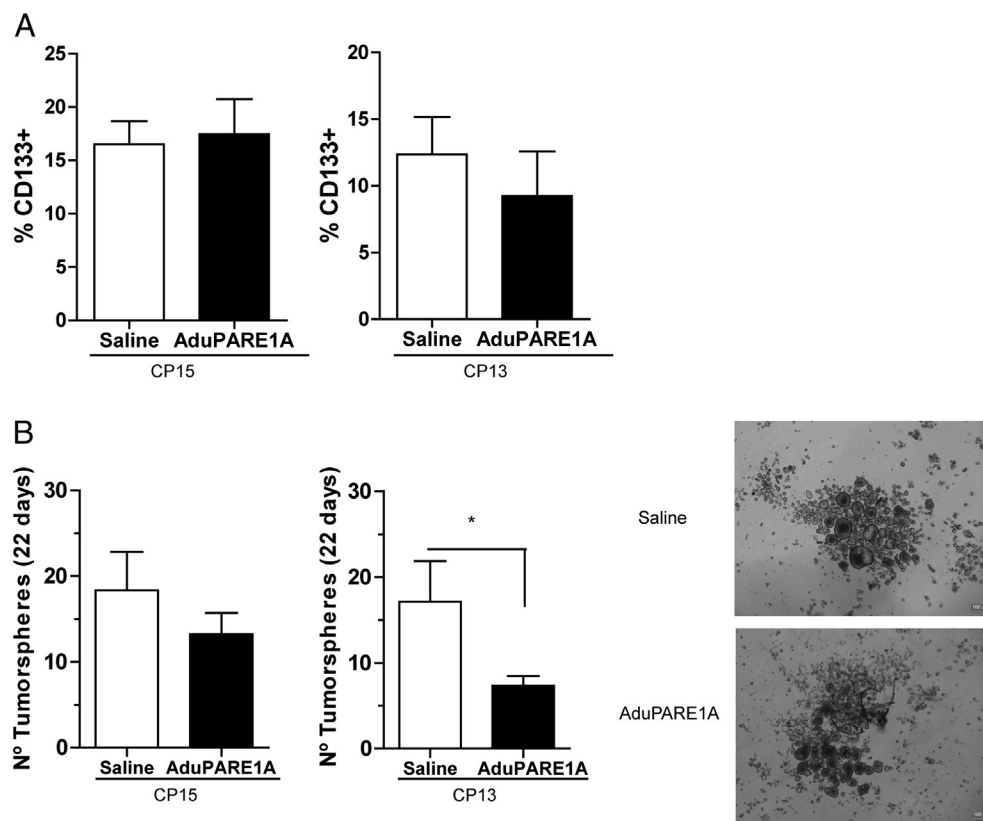 A
% CD133+
25
20
15
10
5
0
Saline AduPARE1A
CP15
% CD133+
20
15
10
5
0
Saline AduPARE1A
CP13
B
Nº Tumorspheres (22 days)
30
20
10
0
Saline AduPARE1A
CP15
Nº Tumorspheres (22 days)
30
20
10
0
*
Saline AduPARE1A
CP13
Saline
100
AduPARE1A
100